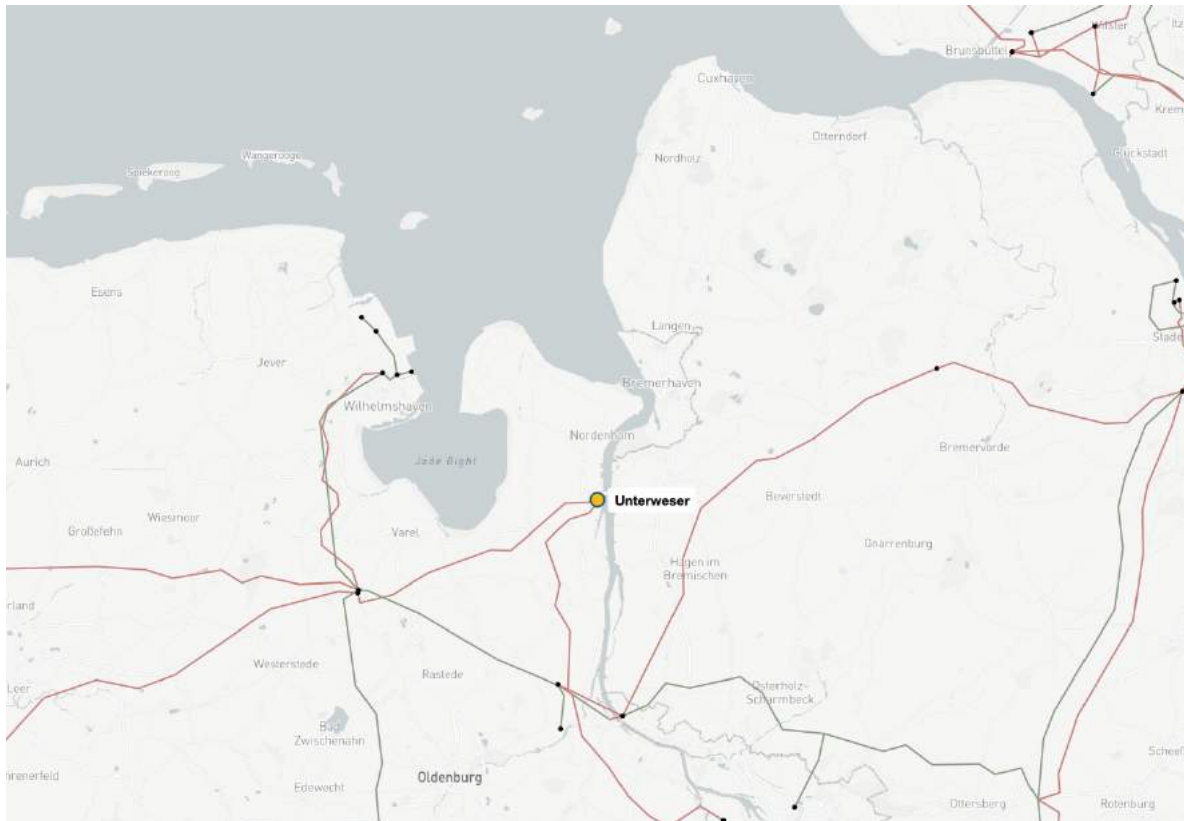 Brunsbüttel
Cuxhaven
Otterndorf
Wangerooge
Spiekeroog
Nordholz
Glückstadt
Esens
Langen
Stade
Jever
Bremerhaven
Wilhelmshaven
Nordenham
Bremervörde
Aurich
Jade Bight
Beverstedt
Unterweser
Wiesmoor
Großefehn
Varel
Gnarrenburg
Hagen im
Bremischen
erland
Westerstede
Rastede
Osterholz-
Scharmbeck
Leer
Bad
Zwischenahn
hrenerfeld
Edewecht
Oldenburg
Ottersberg
Rotenburg